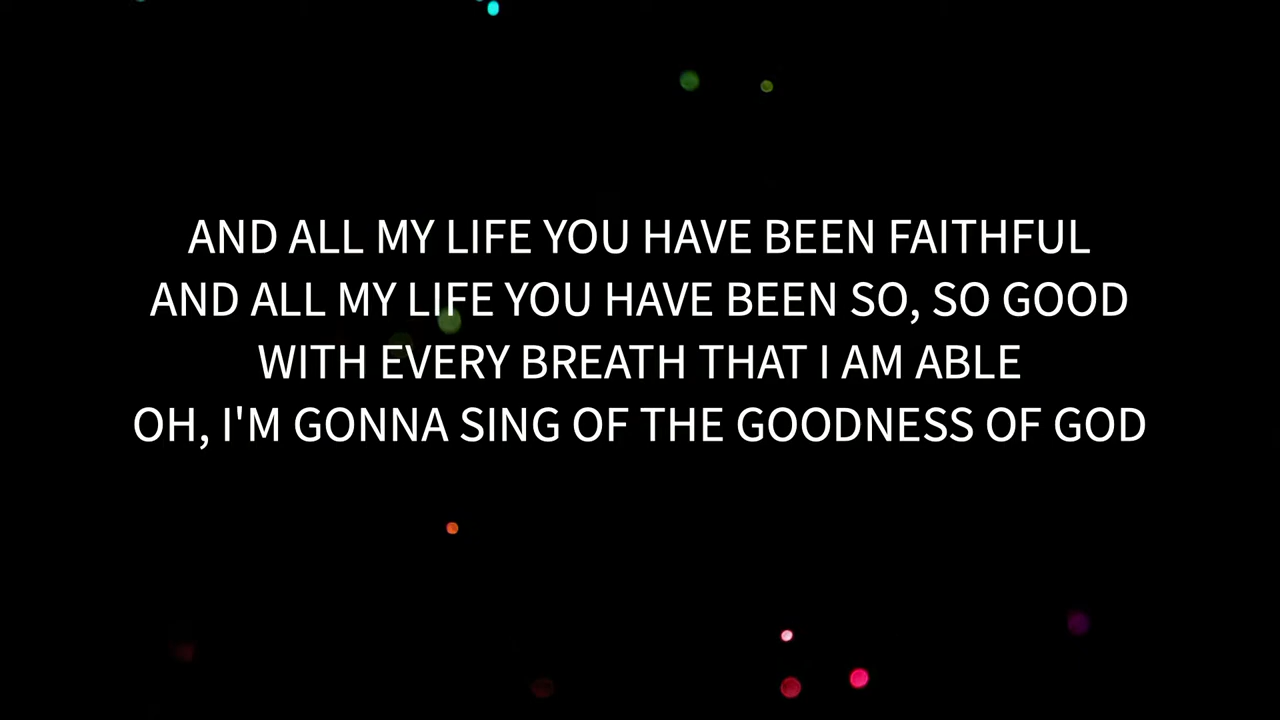 AND ALL MY LIFE YOU HAVE BEEN FAITHFUL
AND ALL MY LIFE YOU HAVE BEEN SO, SO GOOD
WITH EVERY BREATH THAT I AM ABLE
OH, I'M GONNA SING OF THE GOODNESS OF GOD